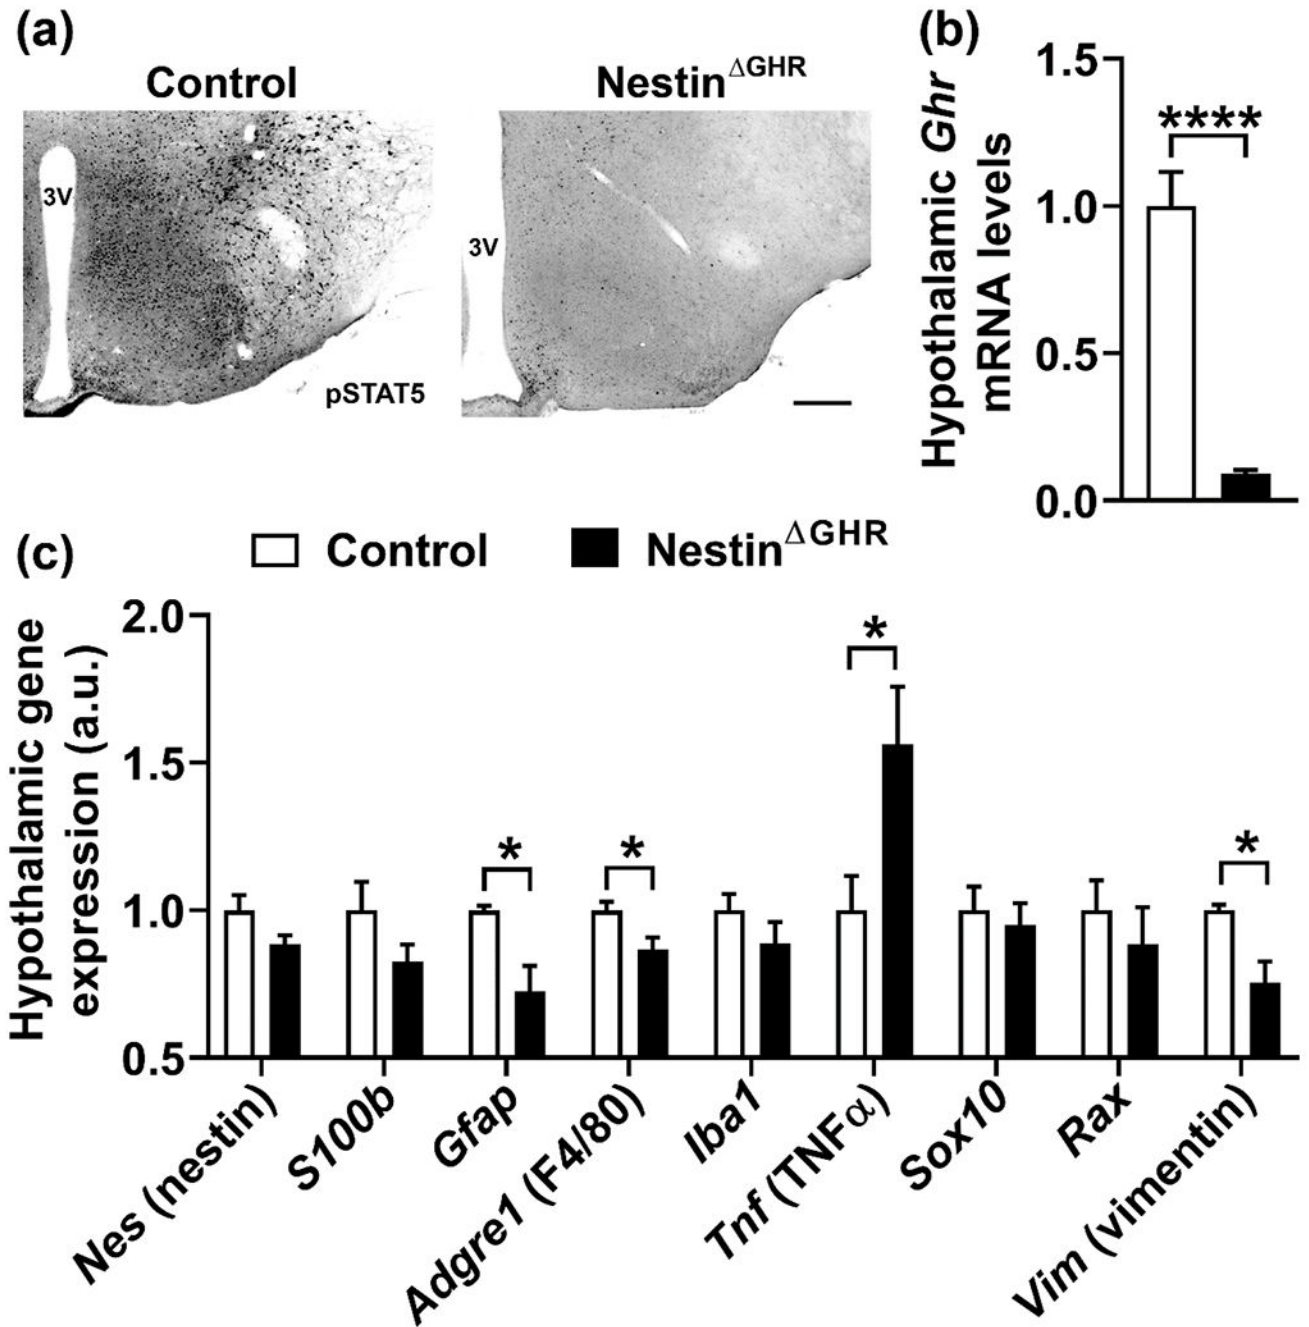 (a)
Control
Nestin^ΔGHR
3V
3V
pSTAT5
(b)
Hypothalamic Ghr
mRNA levels
1.5
1.0
0.5
0.0
****
(c)
Control
Nestin^ΔGHR
Hypothalamic gene
expression (a.u.)
2.0
1.5
1.0
0.5
*
*
*
*
Nes (nestin)
S100b
Gfap
Adgre1 (F4/80)
Iba1
Tnf (TNFα)
Sox10
Rax
Vim (vimentin)